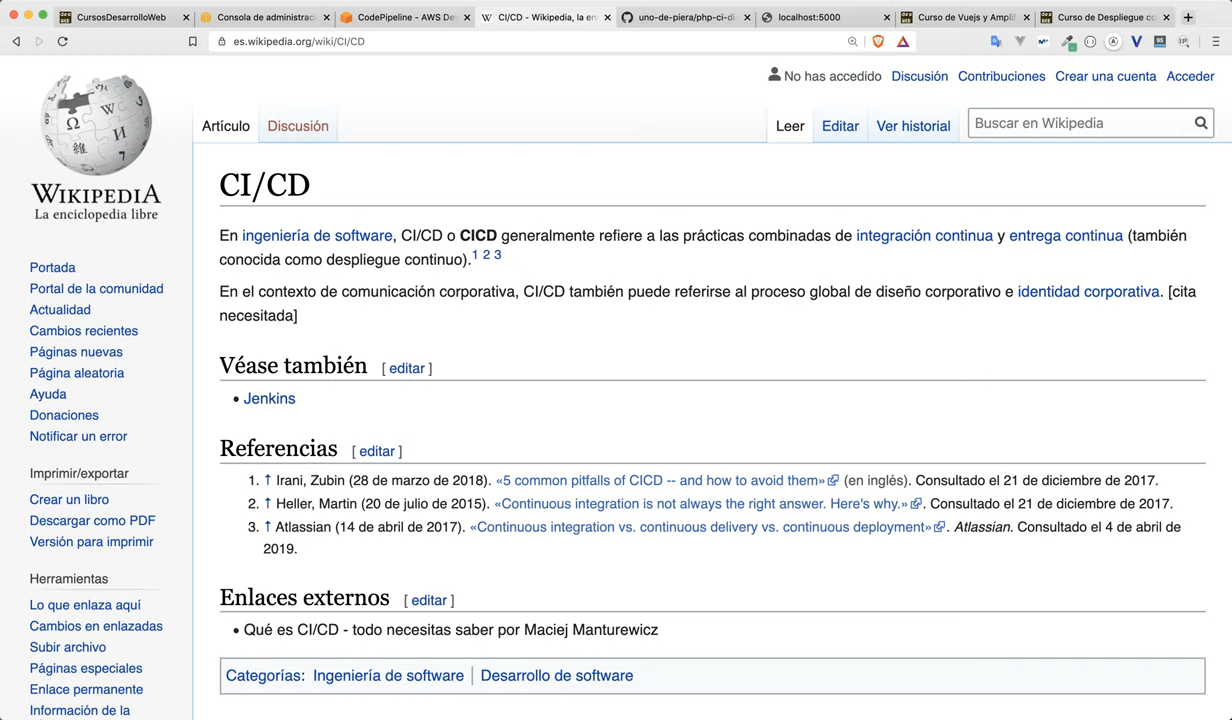 CursosDesarrolloWeb
Consola de administraci
CodePipeline - AWS De
CI/CD - Wikipedia, la en
uno-de-piera/php-ci-di
localhost:5000
Curso de Vuejs y Amplif
Curso de Despliegue co
es.wikipedia.org/wiki/CI/CD
No has accedido Discusión Contribuciones Crear una cuenta Acceder
Artículo Discusión Leer Editar Ver historial Buscar en Wikipedia
WIKIPEDIA
La enciclopedia libre
Portada
Portal de la comunidad
Actualidad
Cambios recientes
Páginas nuevas
Página aleatoria
Ayuda
Donaciones
Notificar un error
Imprimir/exportar
Crear un libro
Descargar como PDF
Versión para imprimir
Herramientas
Lo que enlaza aquí
Cambios en enlazadas
Subir archivo
Páginas especiales
Enlace permanente
Información de la
CI/CD
En ingeniería de software, CI/CD o CICD generalmente refiere a las prácticas combinadas de integración continua y entrega continua (también
conocida como despliegue continuo).1 2 3
En el contexto de comunicación corporativa, CI/CD también puede referirse al proceso global de diseño corporativo e identidad corporativa. [cita
necesitada]
Véase también [ editar ]
• Jenkins
Referencias [ editar ]
1. ↑ Irani, Zubin (28 de marzo de 2018). «5 common pitfalls of CICD -- and how to avoid them» (en inglés). Consultado el 21 de diciembre de 2017.
2. ↑ Heller, Martin (20 de julio de 2015). «Continuous integration is not always the right answer. Here's why.». Consultado el 21 de diciembre de 2017.
3. ↑ Atlassian (14 de abril de 2017). «Continuous integration vs. continuous delivery vs. continuous deployment». Atlassian. Consultado el 4 de abril de
2019.
Enlaces externos [ editar ]
• Qué es CI/CD - todo necesitas saber por Maciej Manturewicz
Categorías: Ingeniería de software | Desarrollo de software